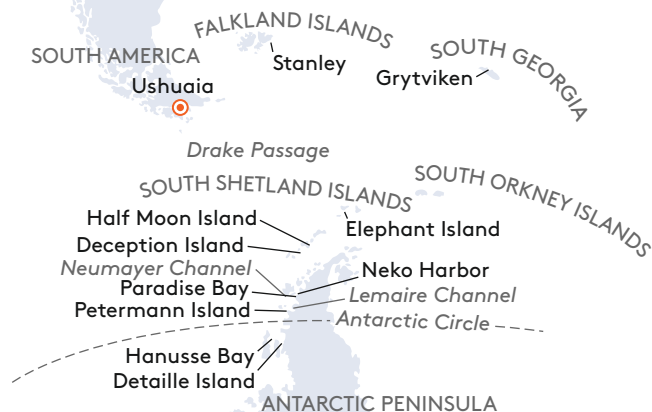 FALKLAND ISLANDS
SOUTH AMERICA
Stanley
SOUTH GEORGIA
Grytviken
Ushuaia
Drake Passage
SOUTH SHETLAND ISLANDS
SOUTH ORKNEY ISLANDS
Half Moon Island
Elephant Island
Deception Island
Neumayer Channel
Neko Harbor
Paradise Bay
Lemaire Channel
Petermann Island
Antarctic Circle
Hanusse Bay
Detaille Island
ANTARCTIC PENINSULA